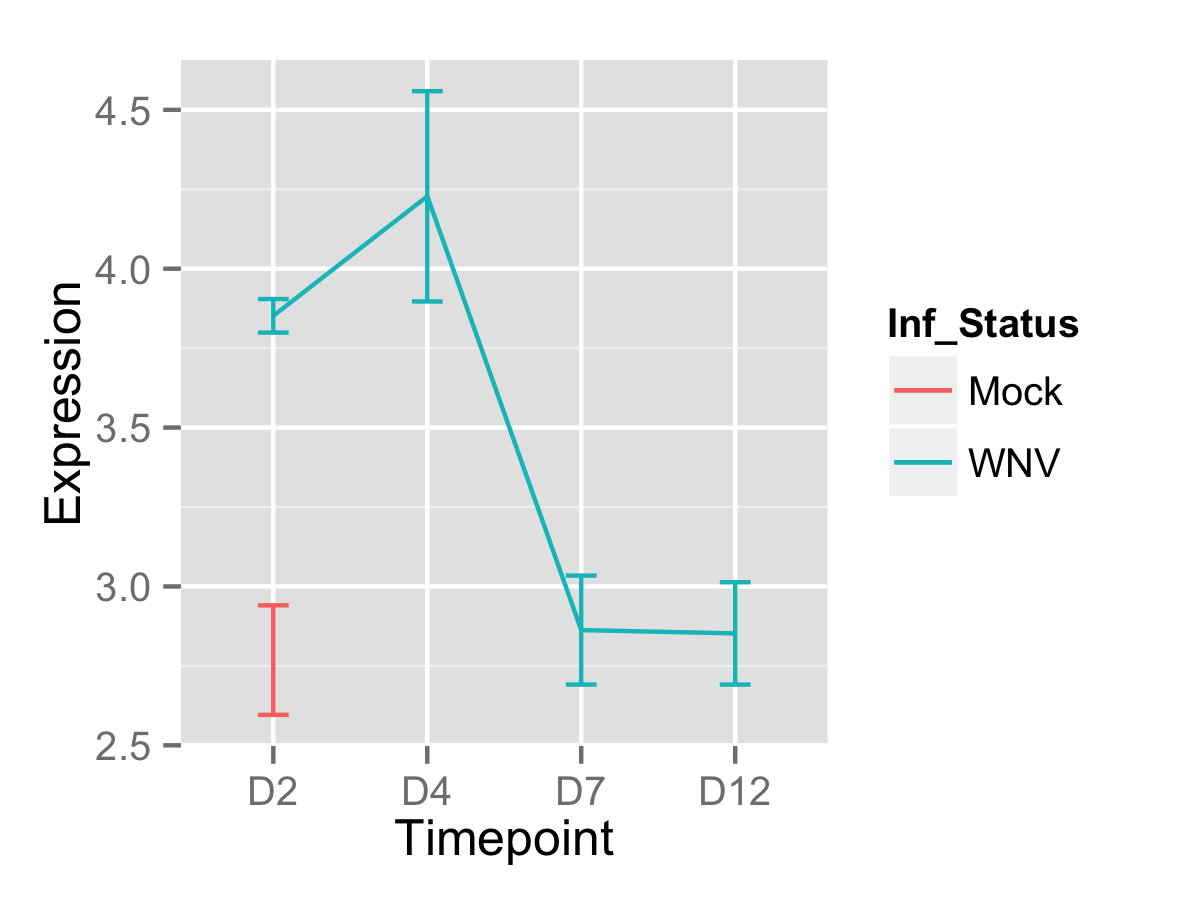 4.5
4.0
3.5
3.0
2.5
Expression
D2 D4 D7 D12
Timepoint
Inf_Status
Mock
WNV